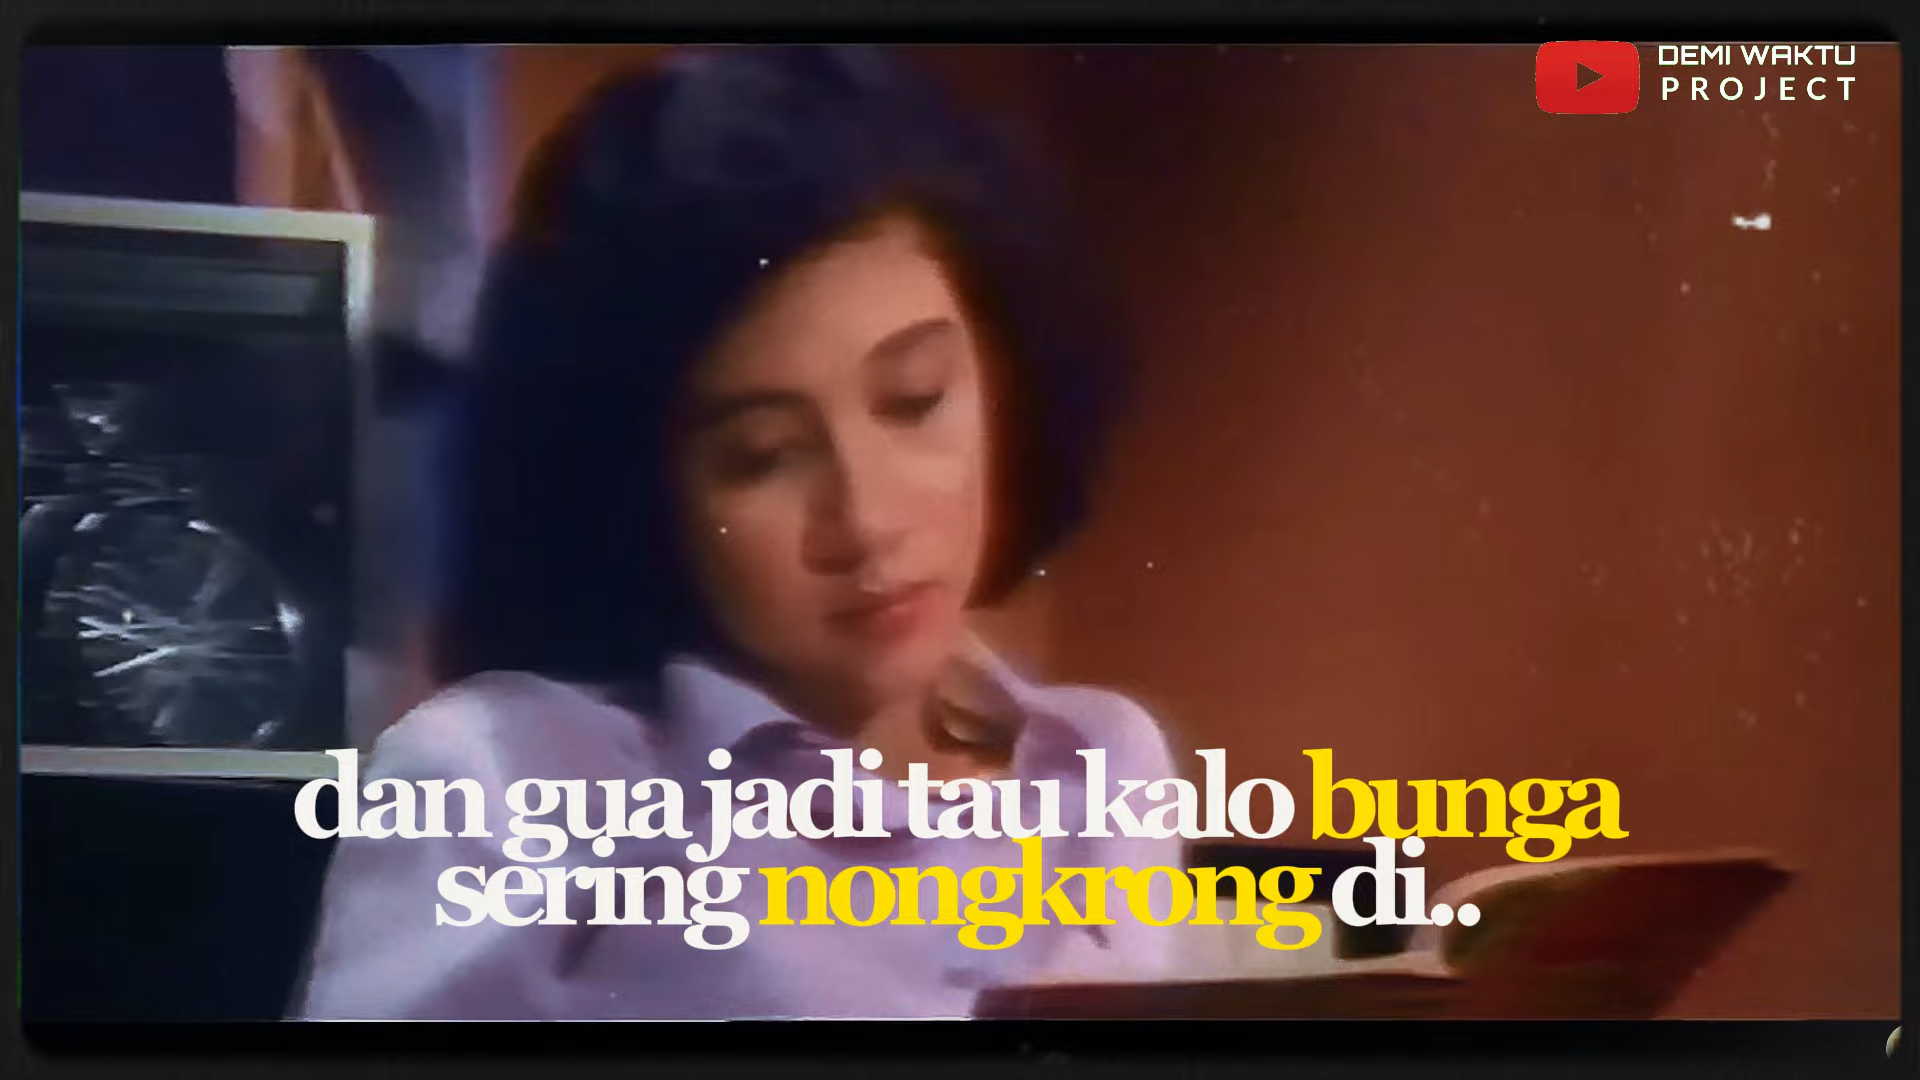 DEMI WAKTU
PROJECT
dan gua jadi tau kalo bunga
sering nongkrong di..